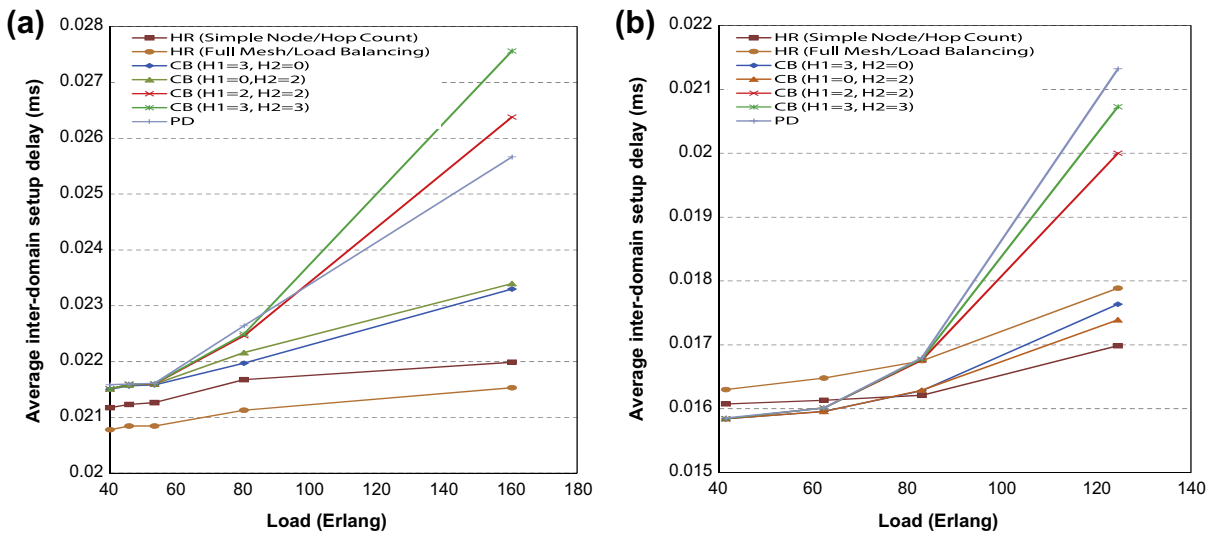 (a)
0.028
0.027
0.026
0.025
0.024
0.023
0.022
0.021
0.02
Average inter-domain setup delay (ms)
HR (Simple Node/Hop Count)
HR (Full Mesh/Load Balancing)
CB (H1=3, H2=0)
CB (H1=0,H2=2)
CB (H1=2, H2=2)
CB (H1=3, H2=3)
PD
40 60 80 100 120 140 160 180
Load (Erlang)
(b)
0.022
0.021
0.02
0.019
0.018
0.017
0.016
0.015
Average inter-domain setup delay (ms)
HR (Simple Node/Hop Count)
HR (Full Mesh/Load Balancing)
CB (H1=3, H2=0)
CB (H1=0, H2=2)
CB (H1=2, H2=2)
CB (H1=3, H2=3)
PD
40 60 80 100 120 140
Load (Erlang)